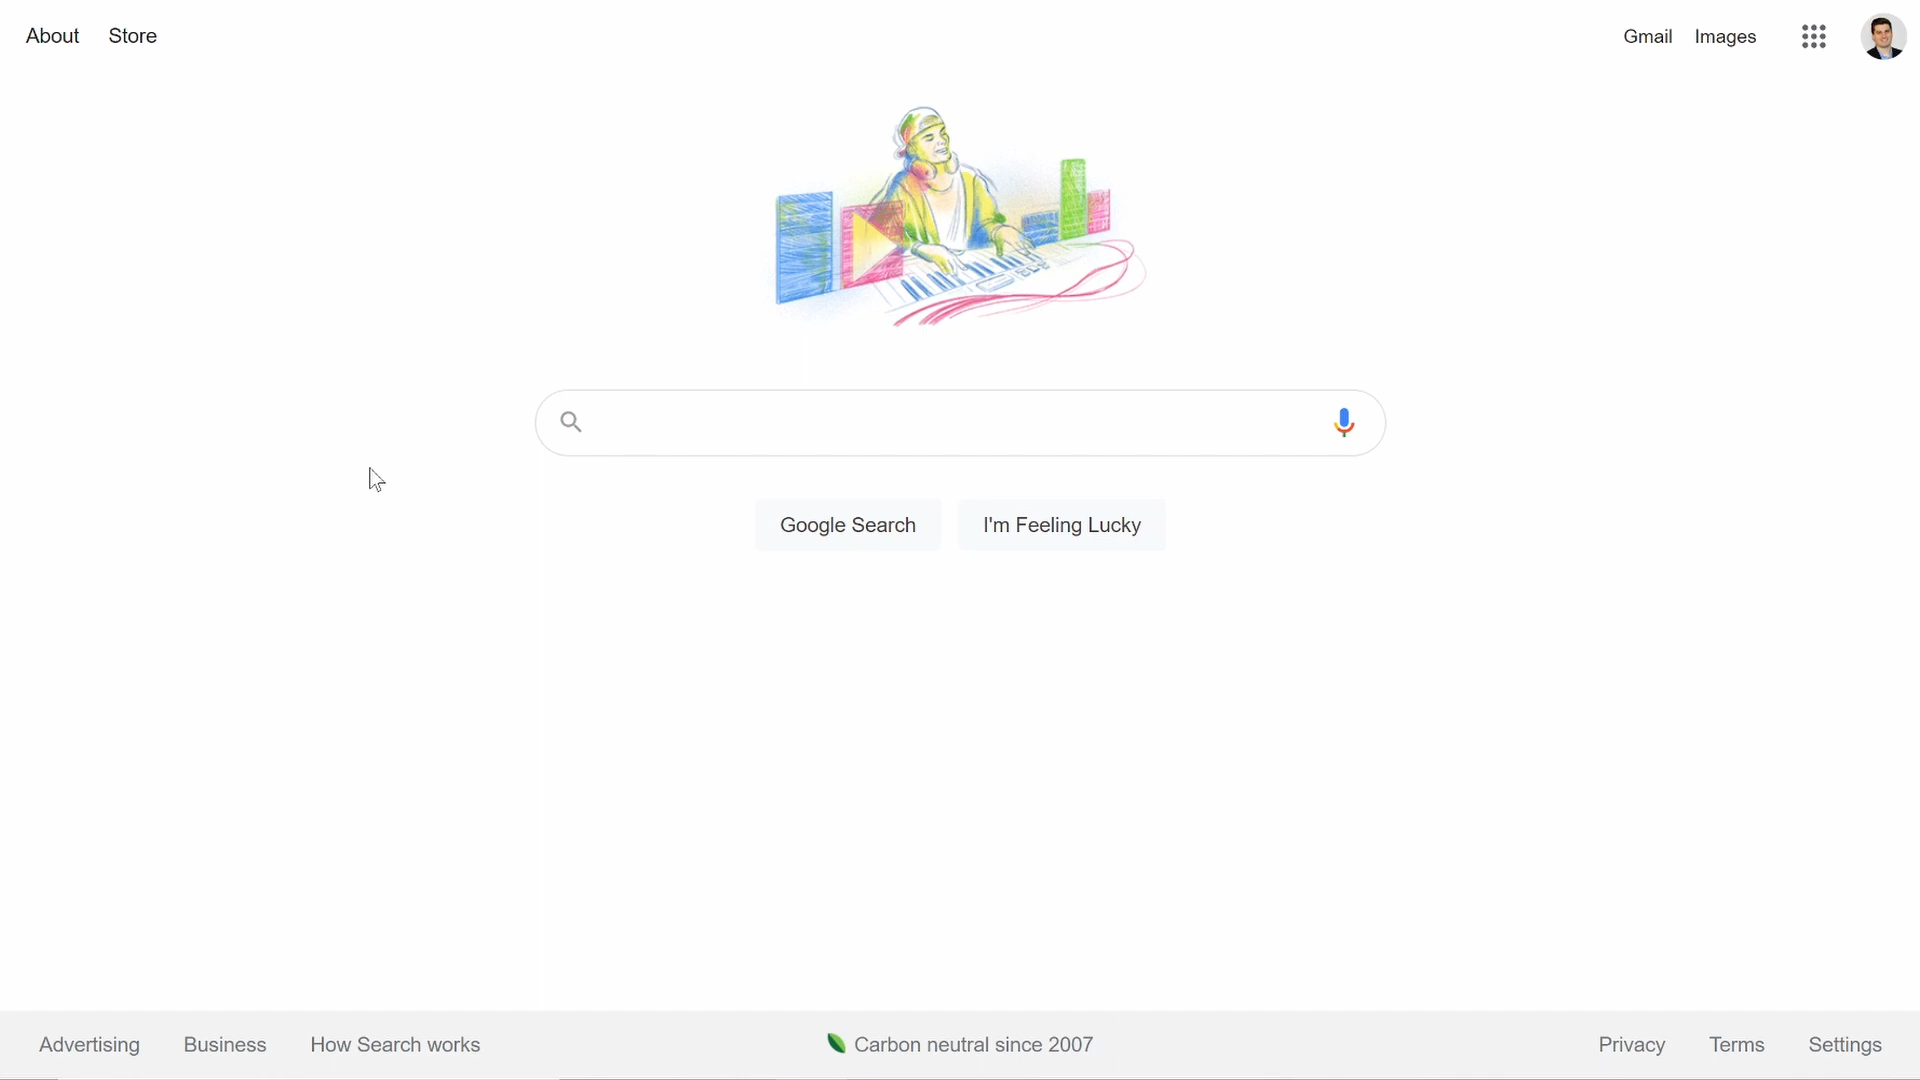 About Store Gmail Images
Google Search I'm Feeling Lucky
Advertising Business How Search works Carbon neutral since 2007 Privacy Terms Settings